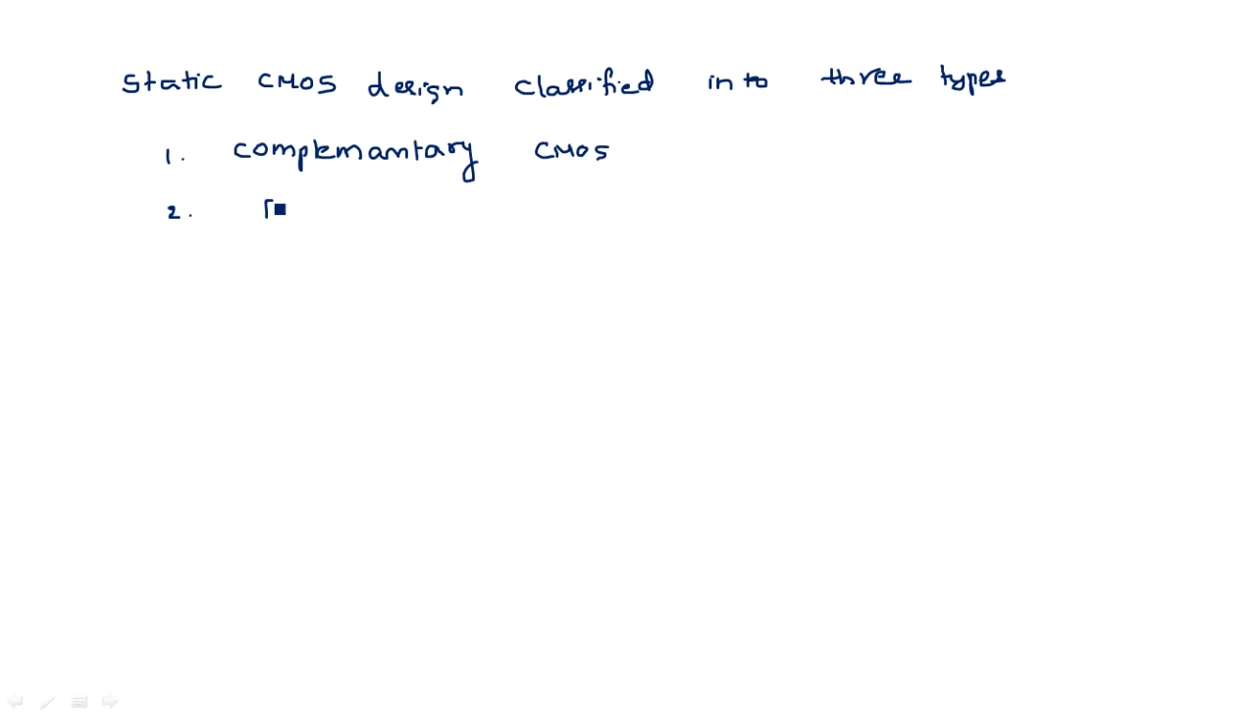 Static CMOS design classified into three types
1. complemantary CMOS
2.